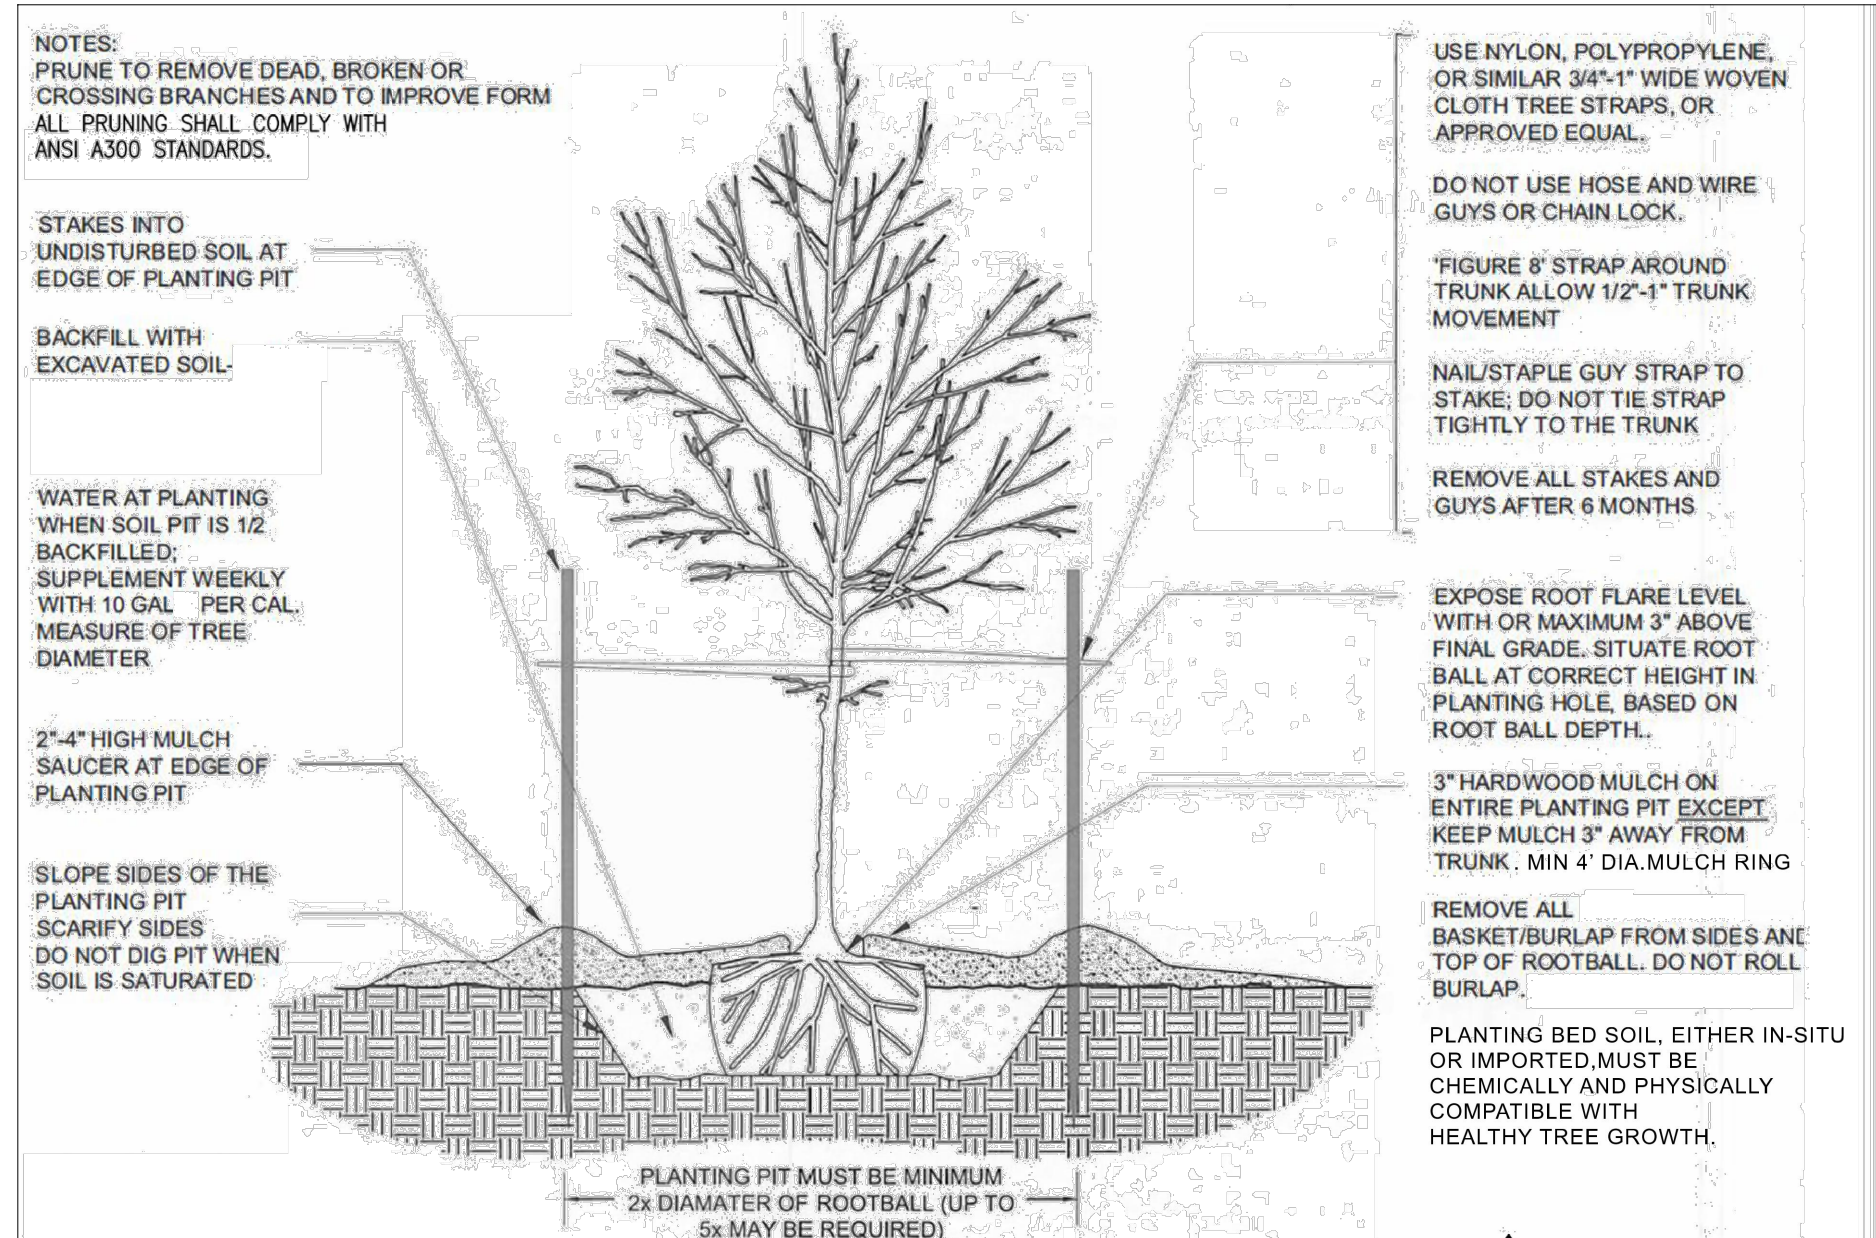 NOTES:
PRUNE TO REMOVE DEAD, BROKEN OR
CROSSING BRANCHES AND TO IMPROVE FORM
ALL PRUNING SHALL COMPLY WITH
ANSI A300 STANDARDS.
STAKES INTO
UNDISTURBED SOIL AT
EDGE OF PLANTING PIT
BACKFILL WITH
EXCAVATED SOIL-
WATER AT PLANTING
WHEN SOIL PIT IS 1/2
BACKFILLED;
SUPPLEMENT WEEKLY
WITH 10 GAL PER CAL.
MEASURE OF TREE
DIAMETER
2"-4" HIGH MULCH
SAUCER AT EDGE OF
PLANTING PIT
SLOPE SIDES OF THE
PLANTING PIT
SCARIFY SIDES
DO NOT DIG PIT WHEN
SOIL IS SATURATED
USE NYLON, POLYPROPYLENE,
OR SIMILAR 3/4"-1" WIDE WOVEN
CLOTH TREE STRAPS, OR
APPROVED EQUAL.
DO NOT USE HOSE AND WIRE
GUYS OR CHAIN LOCK.
'FIGURE 8' STRAP AROUND
TRUNK ALLOW 1/2"-1" TRUNK
MOVEMENT
NAIL/STAPLE GUY STRAP TO
STAKE; DO NOT TIE STRAP
TIGHTLY TO THE TRUNK
REMOVE ALL STAKES AND
GUYS AFTER 6 MONTHS
EXPOSE ROOT FLARE LEVEL
WITH OR MAXIMUM 3" ABOVE
FINAL GRADE. SITUATE ROOT
BALL AT CORRECT HEIGHT IN
PLANTING HOLE, BASED ON
ROOT BALL DEPTH..
3" HARDWOOD MULCH ON
ENTIRE PLANTING PIT EXCEPT
KEEP MULCH 3" AWAY FROM
TRUNK. MIN 4' DIA.MULCH RING
REMOVE ALL
BASKET/BURLAP FROM SIDES AND
TOP OF ROOTBALL. DO NOT ROLL
BURLAP.
PLANTING BED SOIL, EITHER IN-SITU
OR IMPORTED,MUST BE
CHEMICALLY AND PHYSICALLY
COMPATIBLE WITH
HEALTHY TREE GROWTH.
PLANTING PIT MUST BE MINIMUM
2x DIAMATER OF ROOTBALL (UP TO
5x MAY BE REQUIRED)